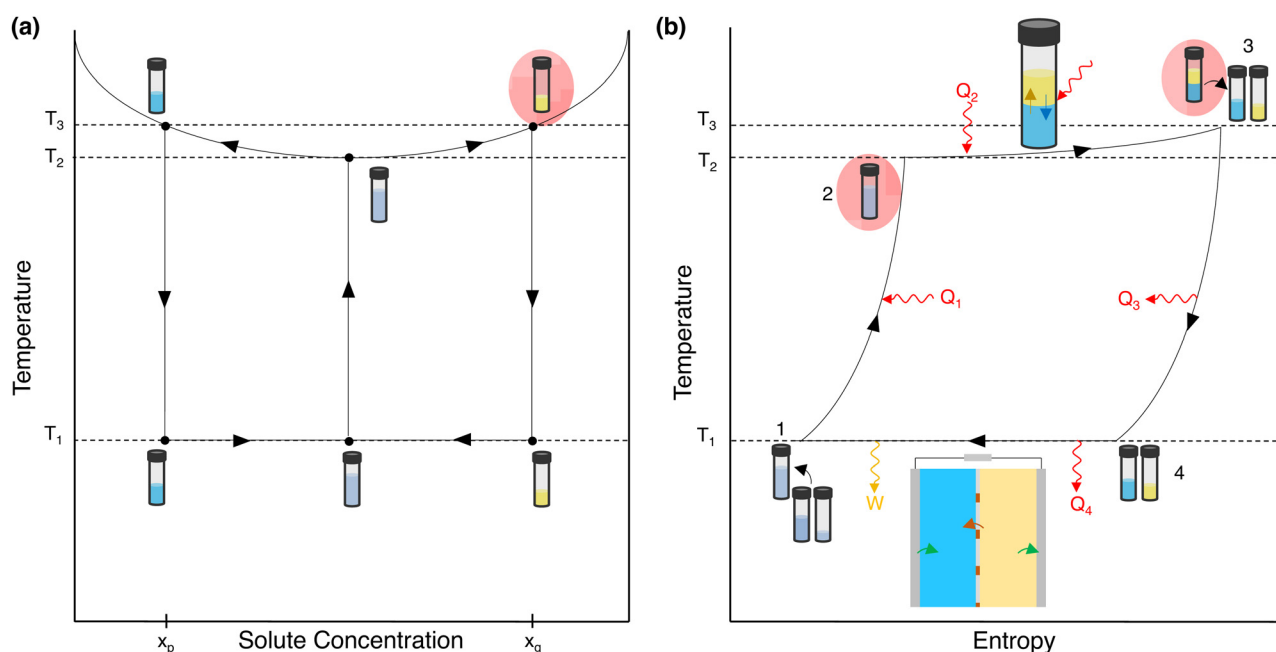 (a)
T₃
T₂
Temperature
T₁
xₚ
Solute Concentration
x_q
(b)
3
Q₂
T₃
T₂
2
Q₁
Q₃
Temperature
T₁
1
4
W
Q₄
Entropy